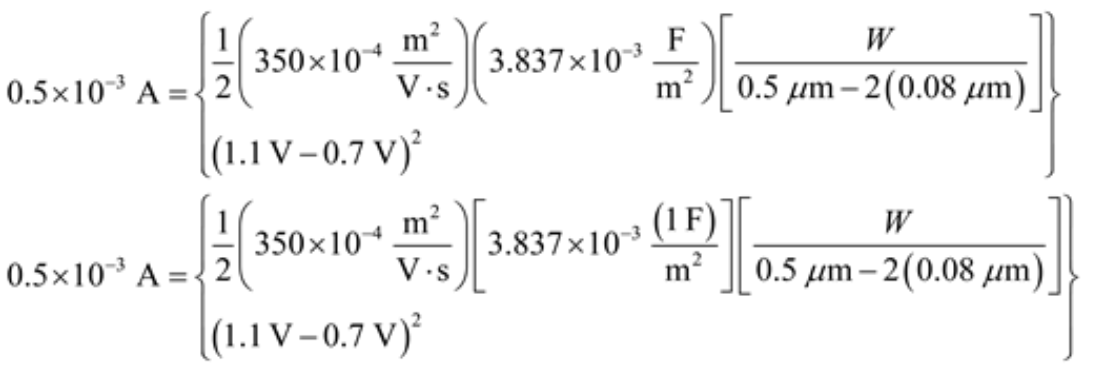 0.5×10⁻³ A = {1/2 (350×10⁻⁴ m²/V·s)(3.837×10⁻³ F/m²)[W/0.5 μm−2(0.08 μm)]
(1.1 V−0.7 V)²}
0.5×10⁻³ A = {1/2 (350×10⁻⁴ m²/V·s)[3.837×10⁻³ (1 F)/m²][W/0.5 μm−2(0.08 μm)]
(1.1 V−0.7 V)²}